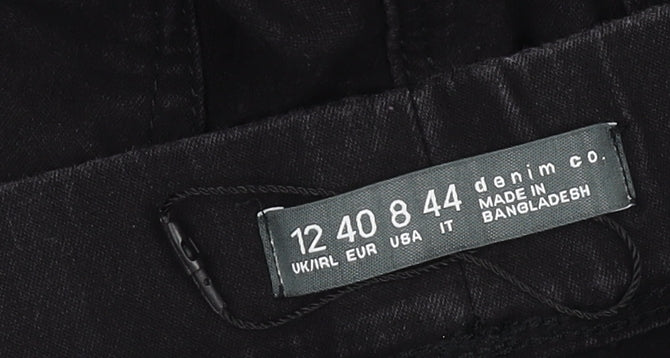 12 40 8 44 denim co.
UK/IRL EUR USA IT MADE IN
BANGLADESH